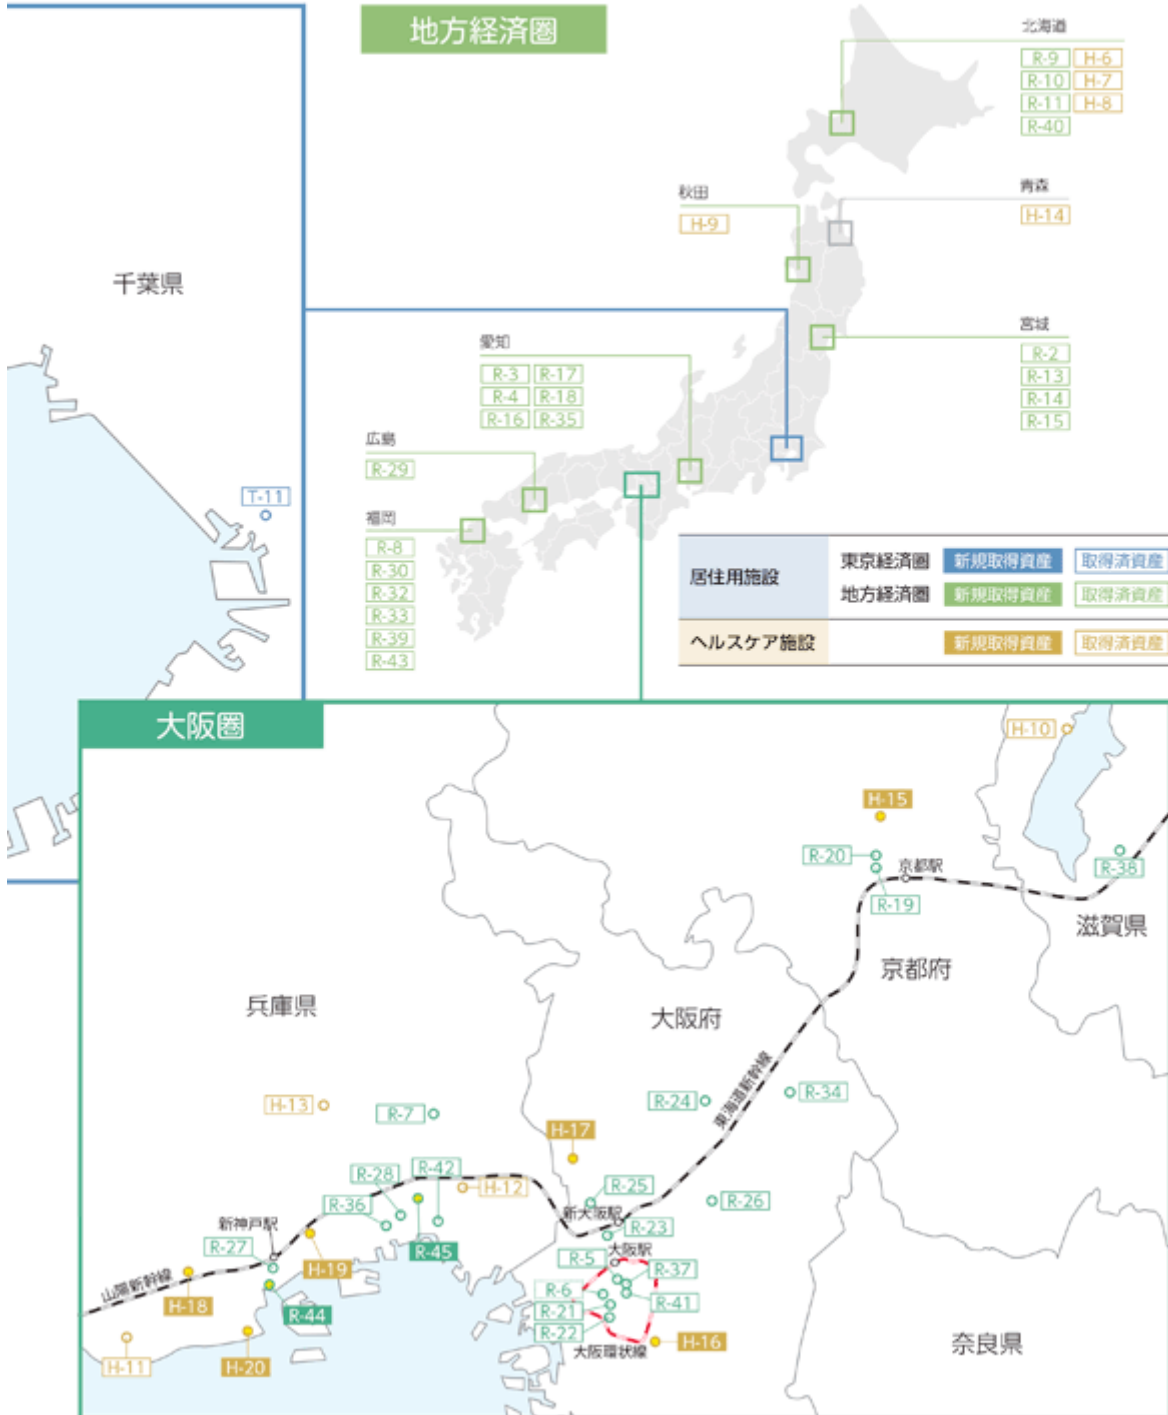 地方経済圏
北海道
R-9 H-6
R-10 H-7
R-11 H-8
R-40
秋田
H-9
青森
H-14
千葉県
宮城
R-2
R-13
R-14
R-15
愛知
R-3 R-17
R-4 R-18
R-16 R-35
広島
R-29
T-11
福岡
R-8
R-30
R-32
R-33
R-39
R-43
居住用施設
東京経済圏 新規取得資産 取得済資産
地方経済圏 新規取得資産 取得済資産
ヘルスケア施設 新規取得資産 取得済資産
大阪圏
H-10
H-15
R-20
京都駅
R-38
R-19
滋賀県
京都府
兵庫県
大阪府
東海道新幹線
H-13
R-7
R-24
R-34
H-17
R-28
R-42
H-12
R-25
R-26
R-36
新大阪駅
新神戸駅
R-23
R-27
R-45
R-5
大阪駅
H-19
R-37
山陽新幹線
R-6
R-41
H-18
R-44
R-21
R-22
H-16
大阪環状線
H-11
H-20
奈良県